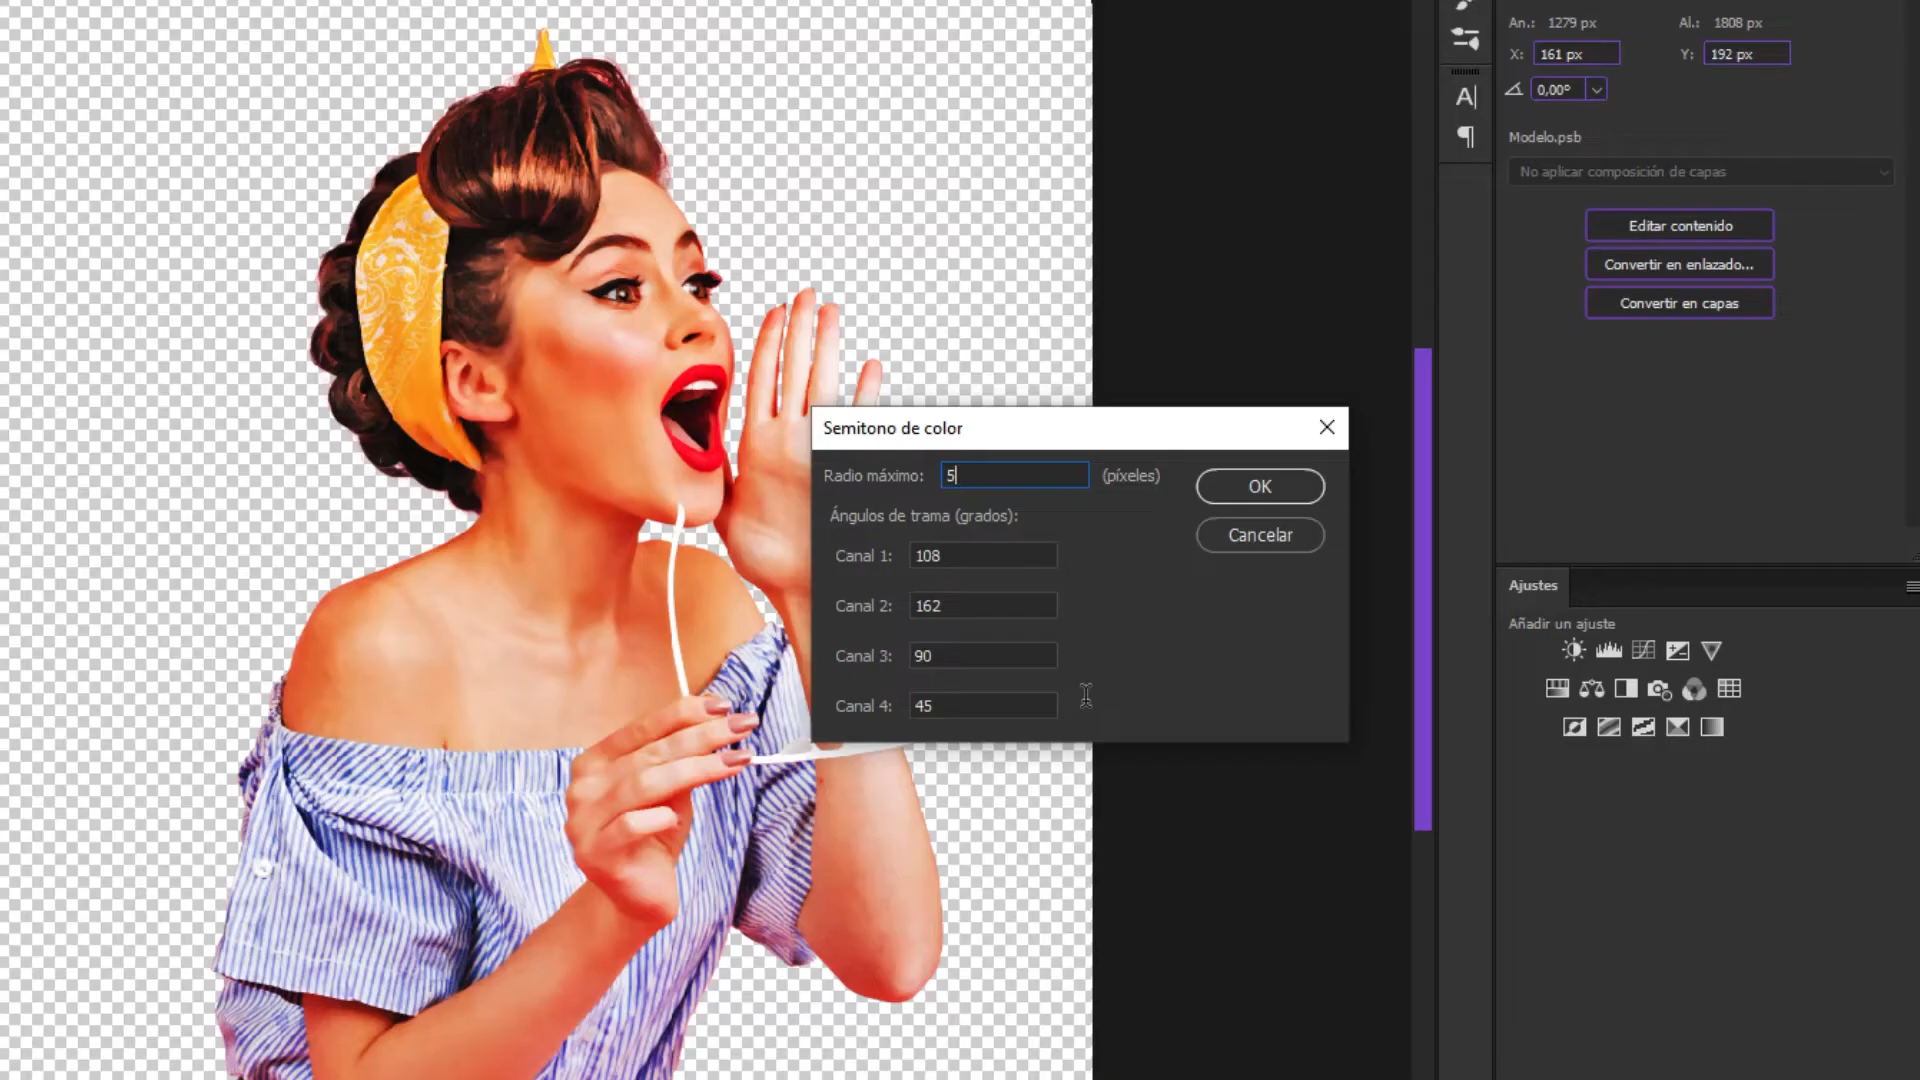 An.: 1279 px Al.: 1808 px
X: 161 px Y: 192 px
0,00°
Modelo.psb
No aplicar composición de capas
Editar contenido
Convertir en enlazado...
Convertir en capas
Semitono de color
Radio máximo: 5 (píxeles)
OK
Ángulos de trama (grados):
Cancelar
Canal 1: 108
Canal 2: 162
Canal 3: 90
Canal 4: 45
Ajustes
Añadir un ajuste